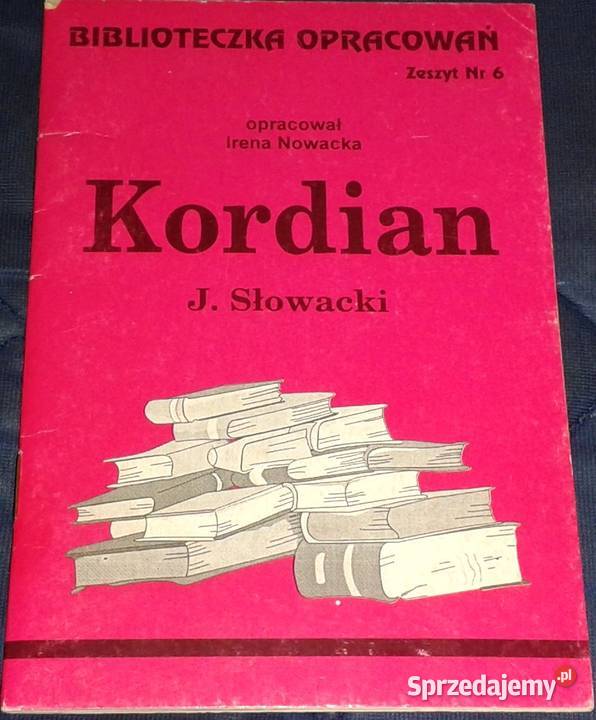 BIBLIOTECZKA OPRACOWAŃ
Zeszyt Nr 6
opracował
Irena Nowacka
Kordian
J. Słowacki
Sprzedajemy.pl